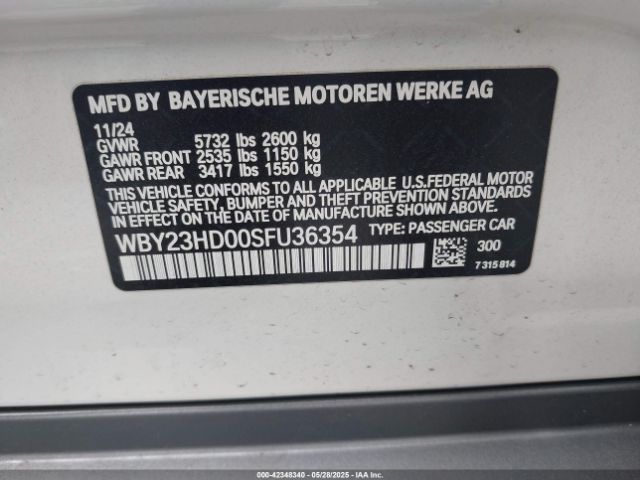 MFD BY BAYERISCHE MOTOREN WERKE AG
11/24
GVWR 5732 lbs 2600 kg
GAWR FRONT 2535 lbs 1150 kg
GAWR REAR 3417 lbs 1550 kg
THIS VEHICLE CONFORMS TO ALL APPLICABLE U.S.FEDERAL MOTOR
VEHICLE SAFETY, BUMPER AND THEFT PREVENTION STANDARDS
IN EFFECT ON THE DATE OF MANUFACTURE SHOWN ABOVE.
WBY23HD00SFU36354 TYPE: PASSENGER CAR
300
7315814
000-42348340 - 05/28/2025 - IAA Inc.